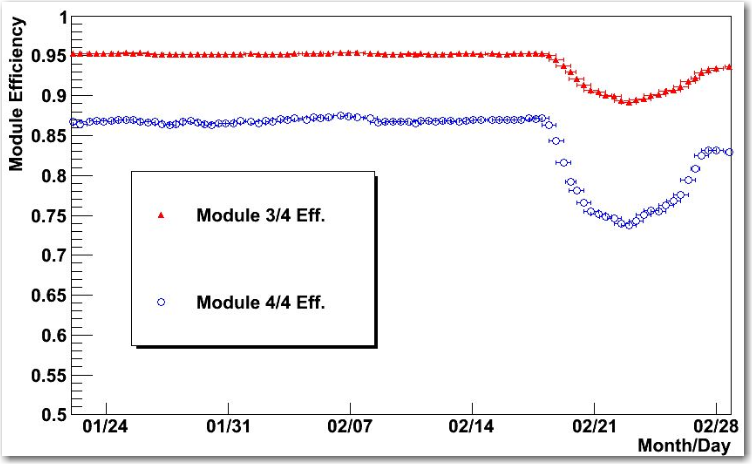 Module Efficiency
1
0.95
0.9
0.85
0.8
0.75
0.7
0.65
0.6
0.55
0.5
Module 3/4 Eff.
Module 4/4 Eff.
01/24 01/31 02/07 02/14 02/21 02/28
Month/Day